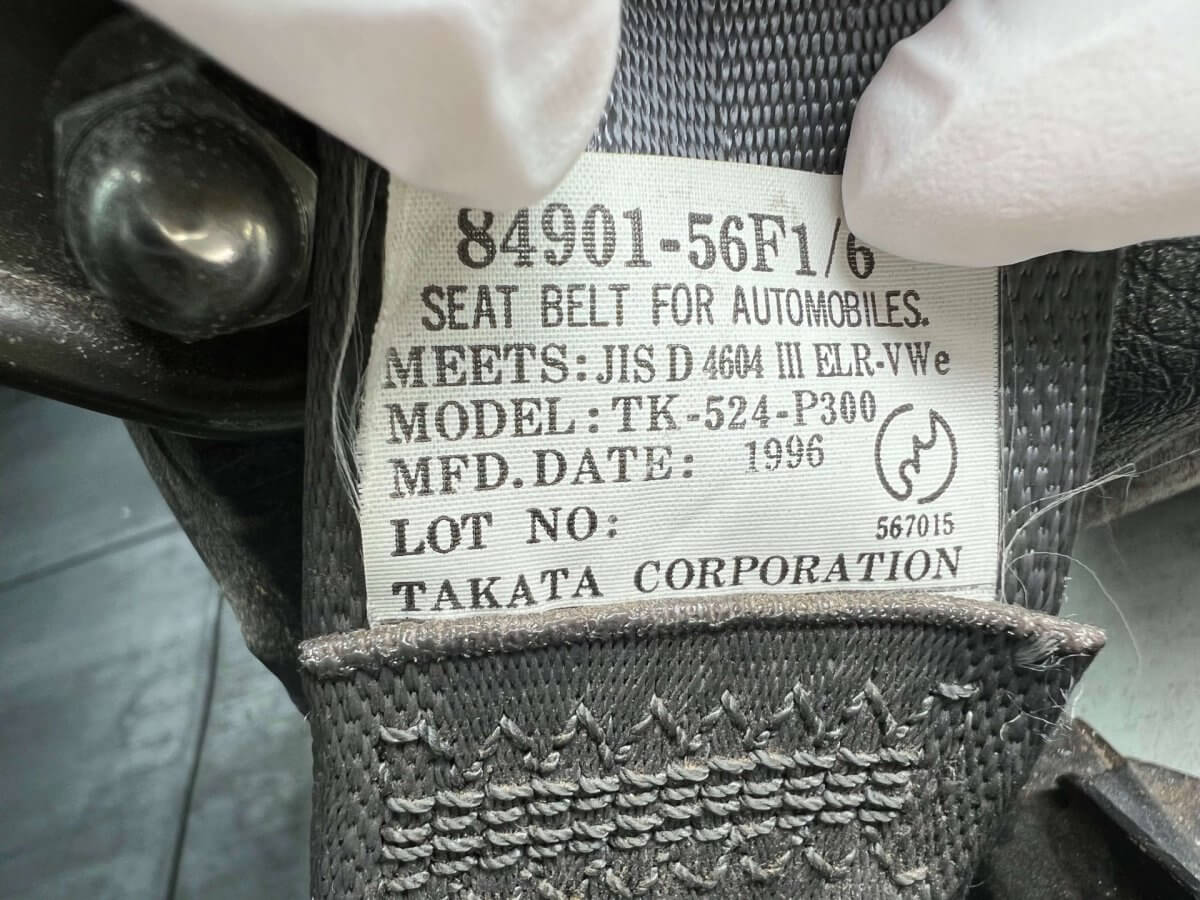 84901-56F1/6
SEAT BELT FOR AUTOMOBILES.
MEETS: JIS D 4604 III ELR-VWe
MODEL: TK-524-P300
MFD. DATE: 1996
LOT NO:
567015
TAKATA CORPORATION